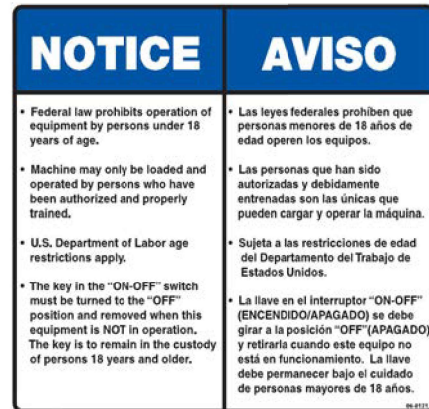 NOTICE
• Federal law prohibits operation of
equipment by persons under 18
years of age.
• Machine may only be loaded and
operated by persons who have
been authorized and properly
trained.
• U.S. Department of Labor age
restrictions apply.
• The key in the “ON-OFF” switch
must be turned to the “OFF”
position and removed when this
equipment is NOT in operation.
The key is to remain in the custody
of persons 18 years and older.
AVISO
• Las leyes federales prohíben que
personas menores de 18 años de
edad operen los equipos.
• Las personas que han sido
autorizadas y debidamente
entrenadas son las únicas que
pueden cargar y operar la máquina.
• Sujeta a las restricciones de edad
del Departamento del Trabajo de
Estados Unidos.
• La llave en el interruptor “ON-OFF”
(ENCENDIDO/APAGADO) se debe
girar a la posición “OFF”(APAGADO)
y retirarla cuando este equipo no
está en funcionamiento. La llave
debe permanecer bajo el cuidado
de personas mayores de 18 años.